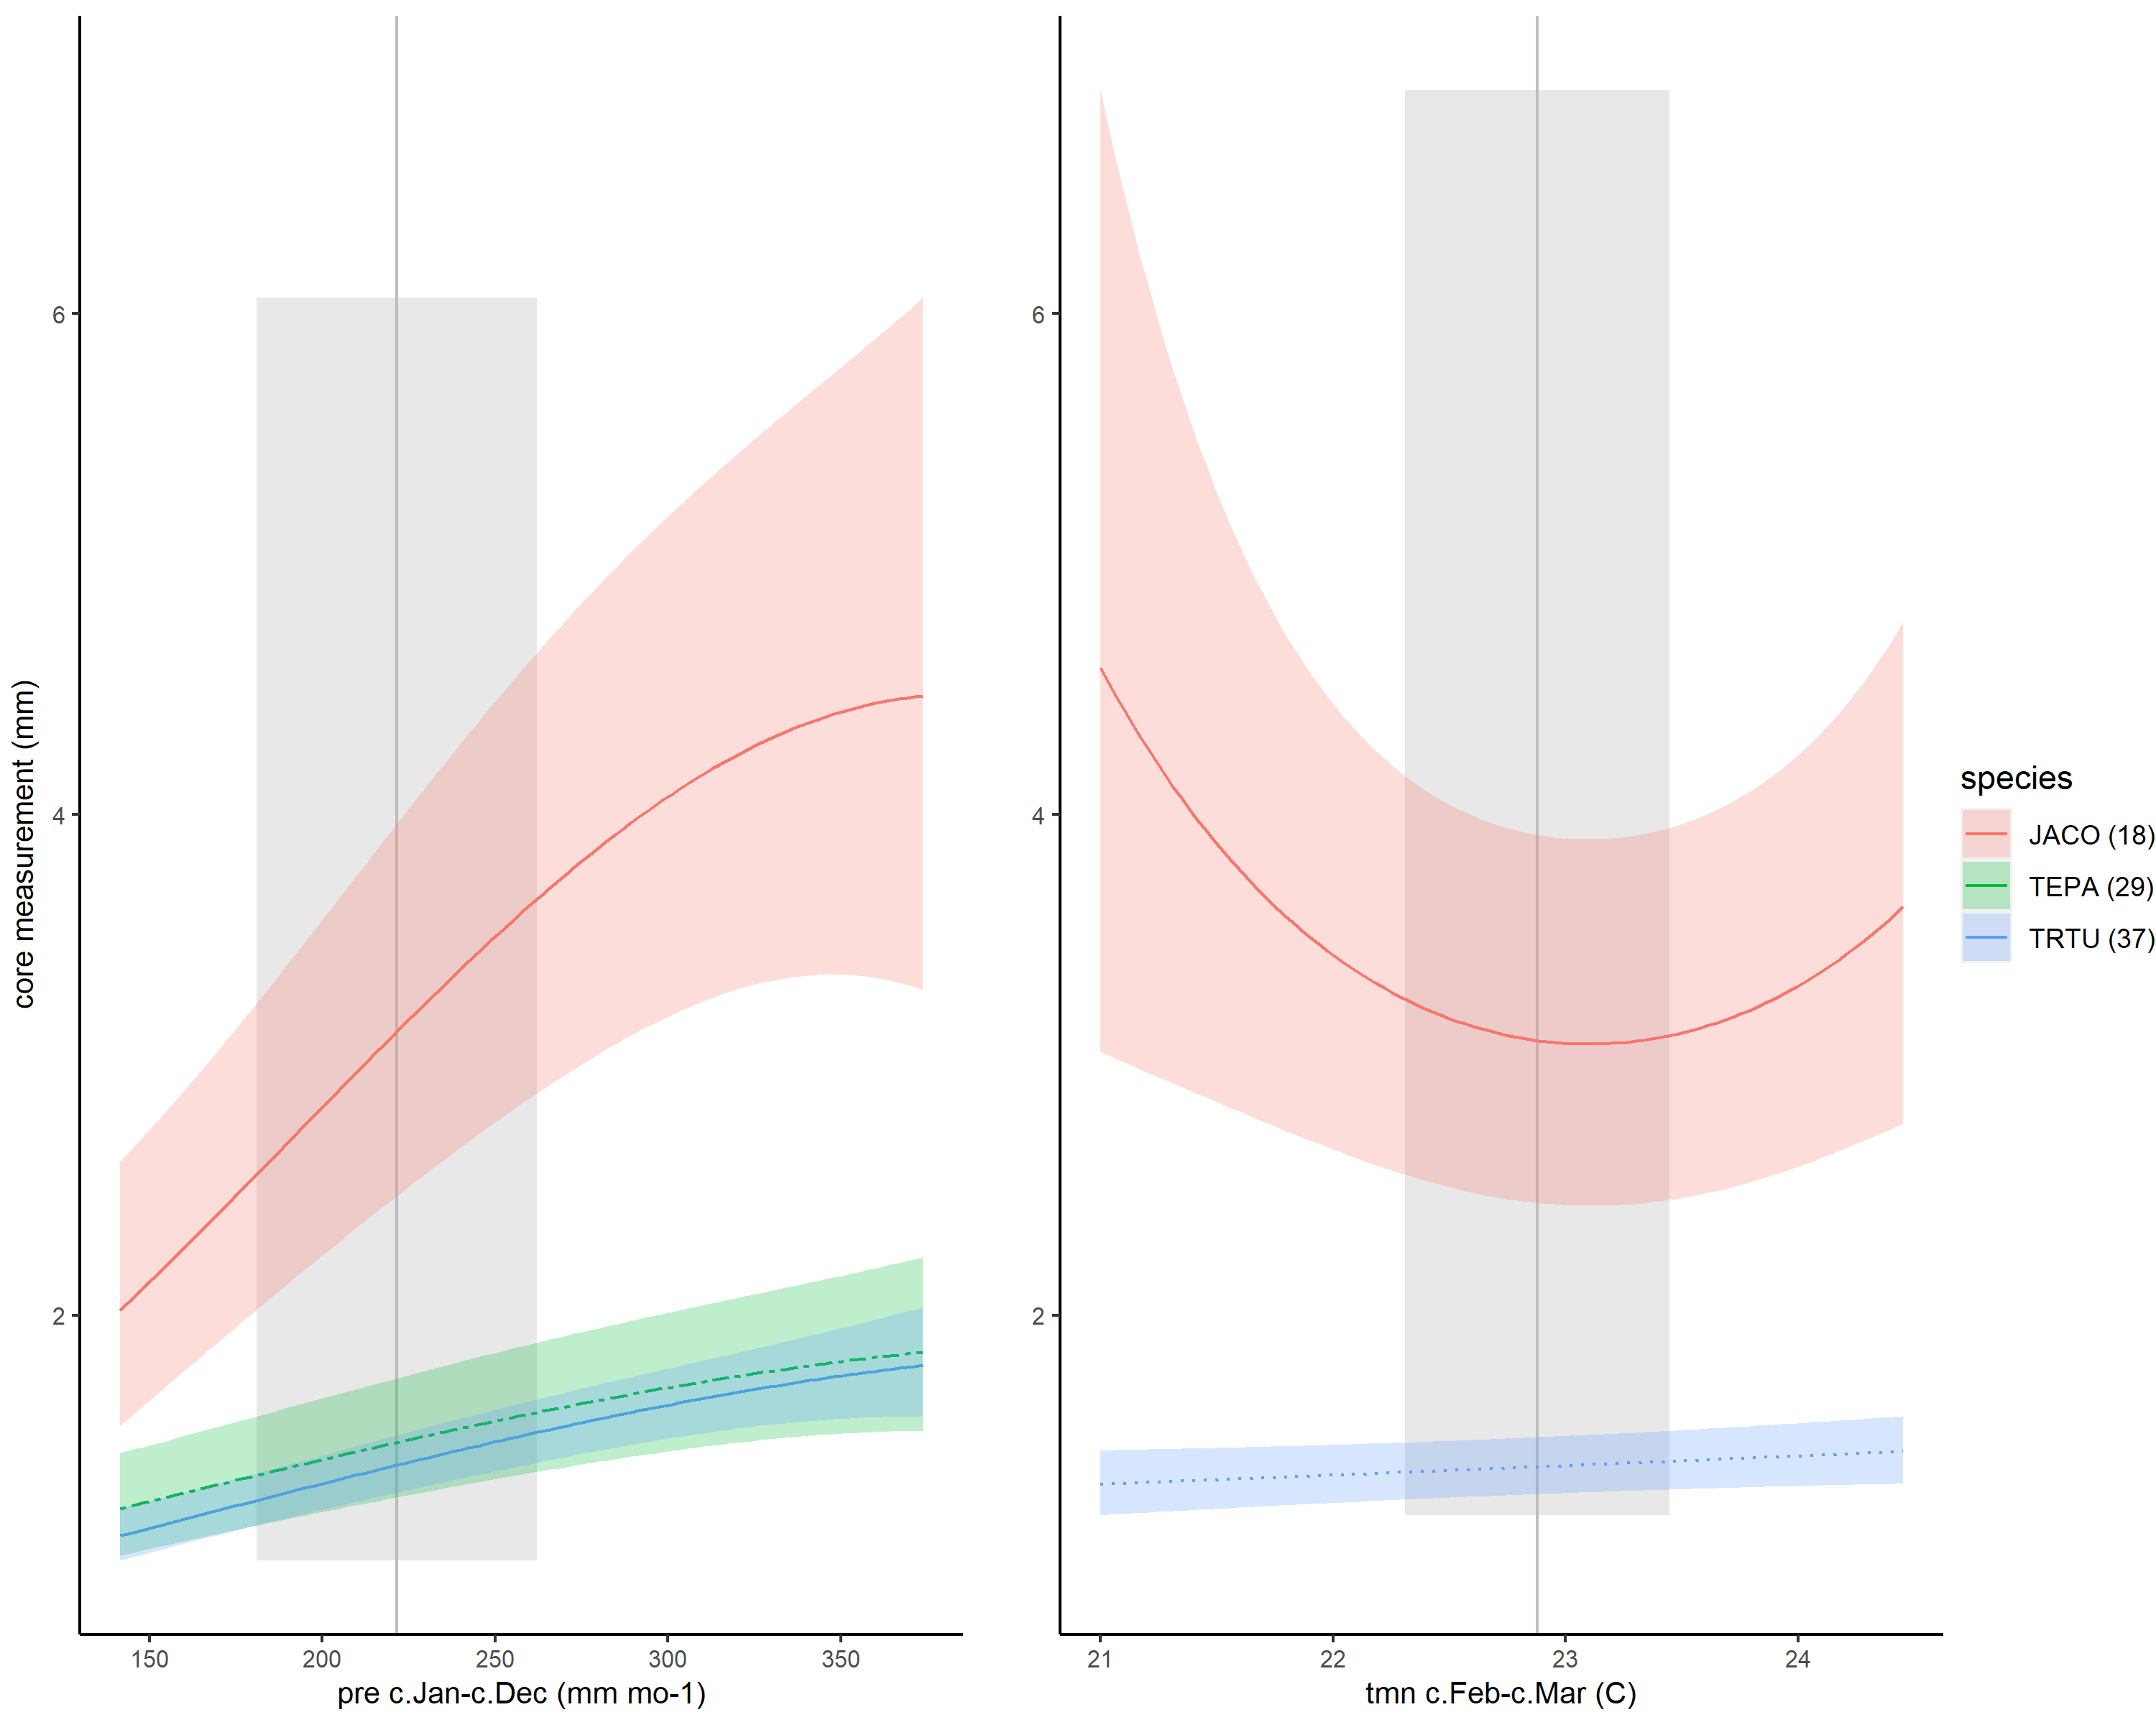 core measurement (mm)
6
4
2
150 200 250 300 350
pre c.Jan-c.Dec (mm mo-1)
6
4
2
21 22 23 24
tmn c.Feb-c.Mar (C)
species
JACO (18)
TEPA (29)
TRTU (37)